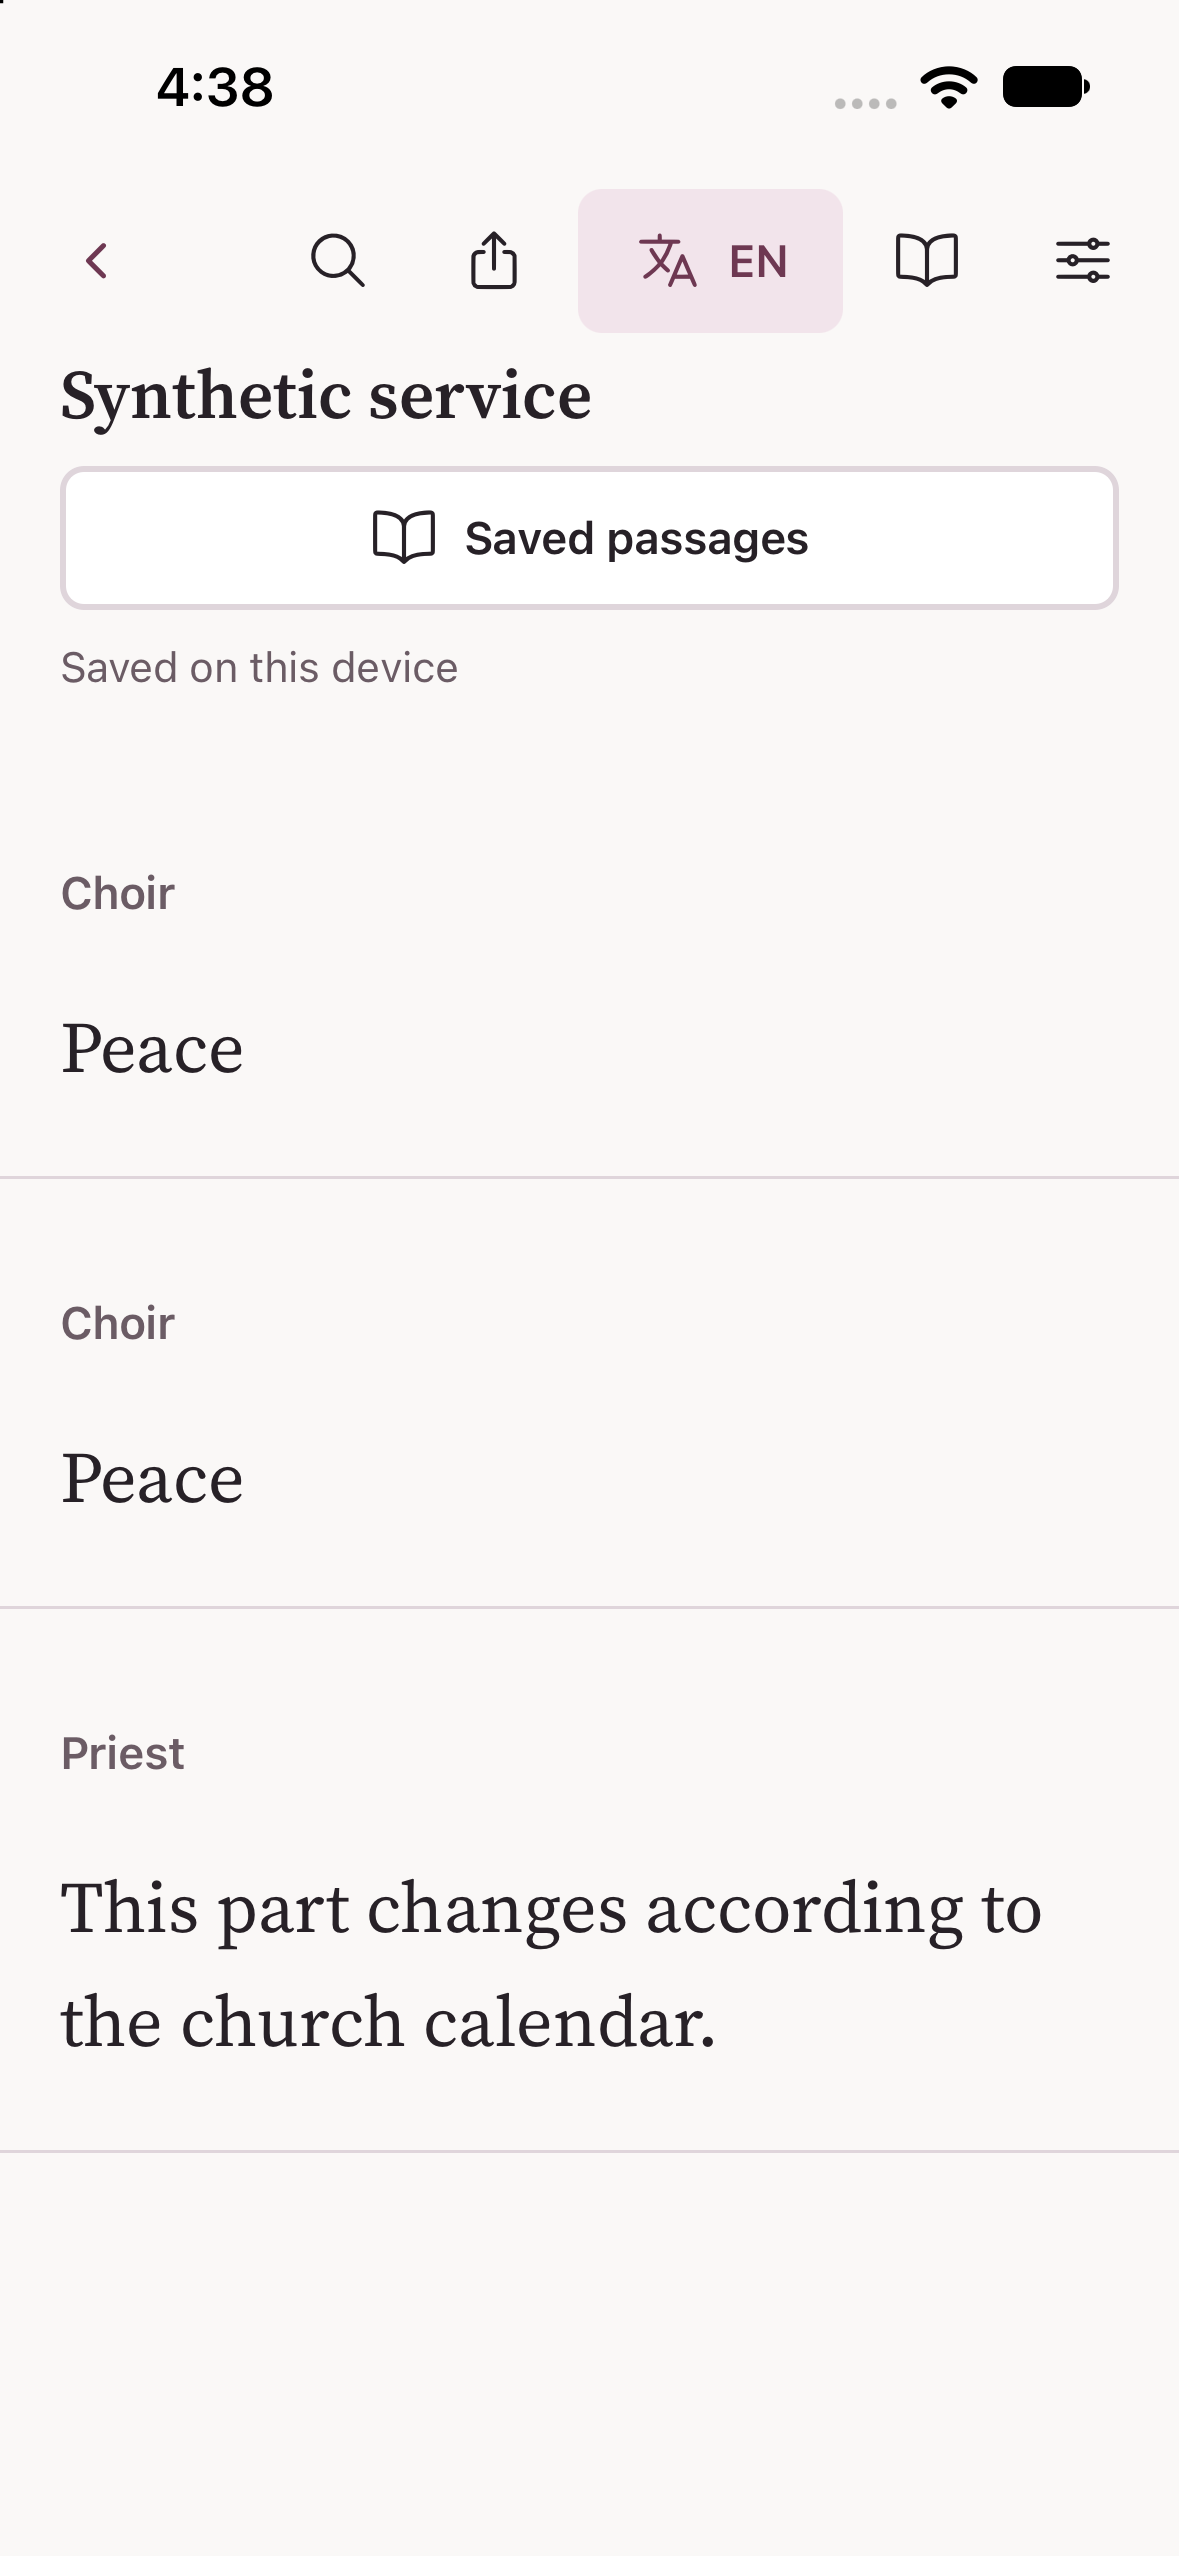 4:38
EN
Synthetic service
Saved passages
Saved on this device
Choir
Peace
Choir
Peace
Priest
This part changes according to
the church calendar.